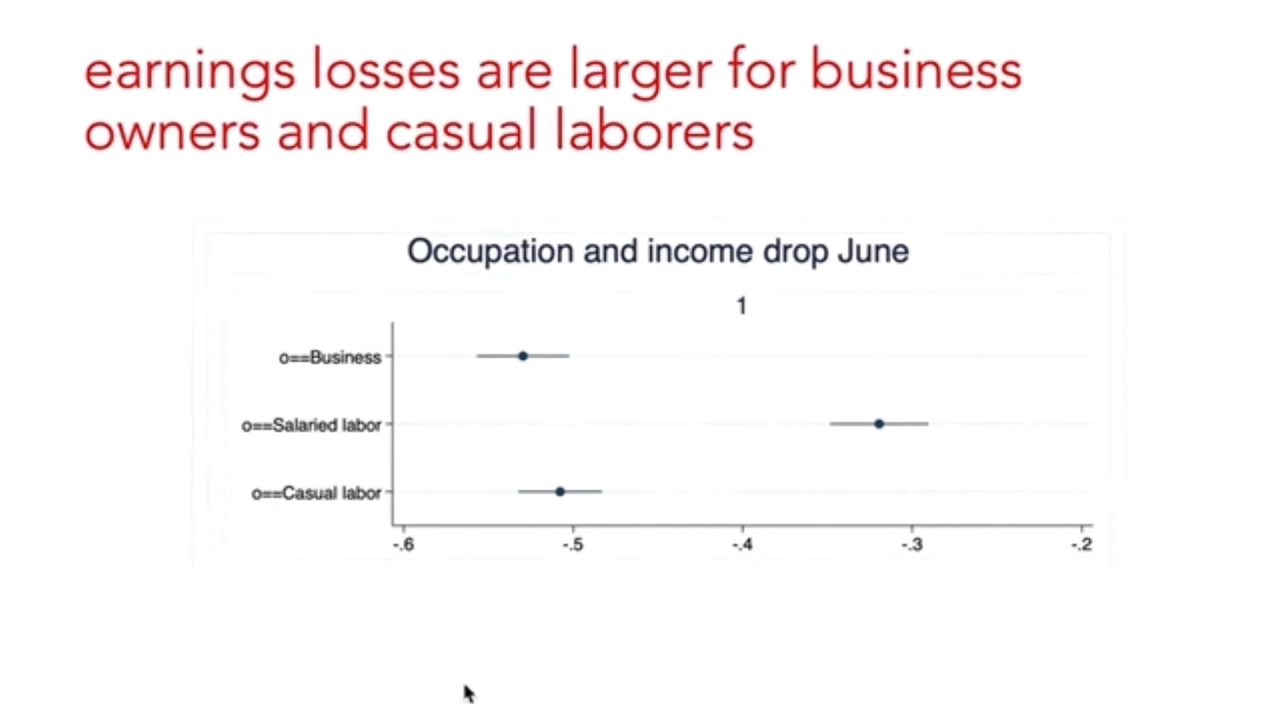 earnings losses are larger for business
owners and casual laborers
Occupation and income drop June
1
o==Business
o==Salaried labor
o==Casual labor
-.6 -.5 -.4 -.3 -.2